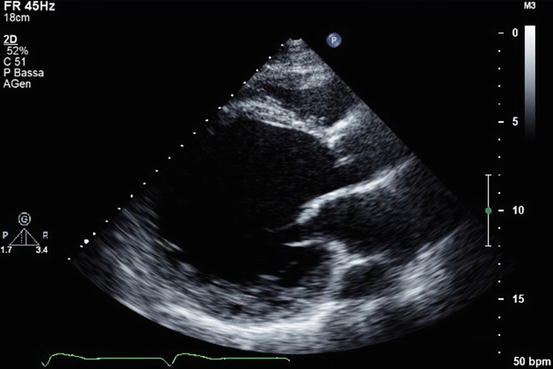 FR 45Hz
18cm
M3
P
0
2D
52%
C 51
P Bassa
AGen
5
10
G
P R
1.7 3.4
15
50 bpm